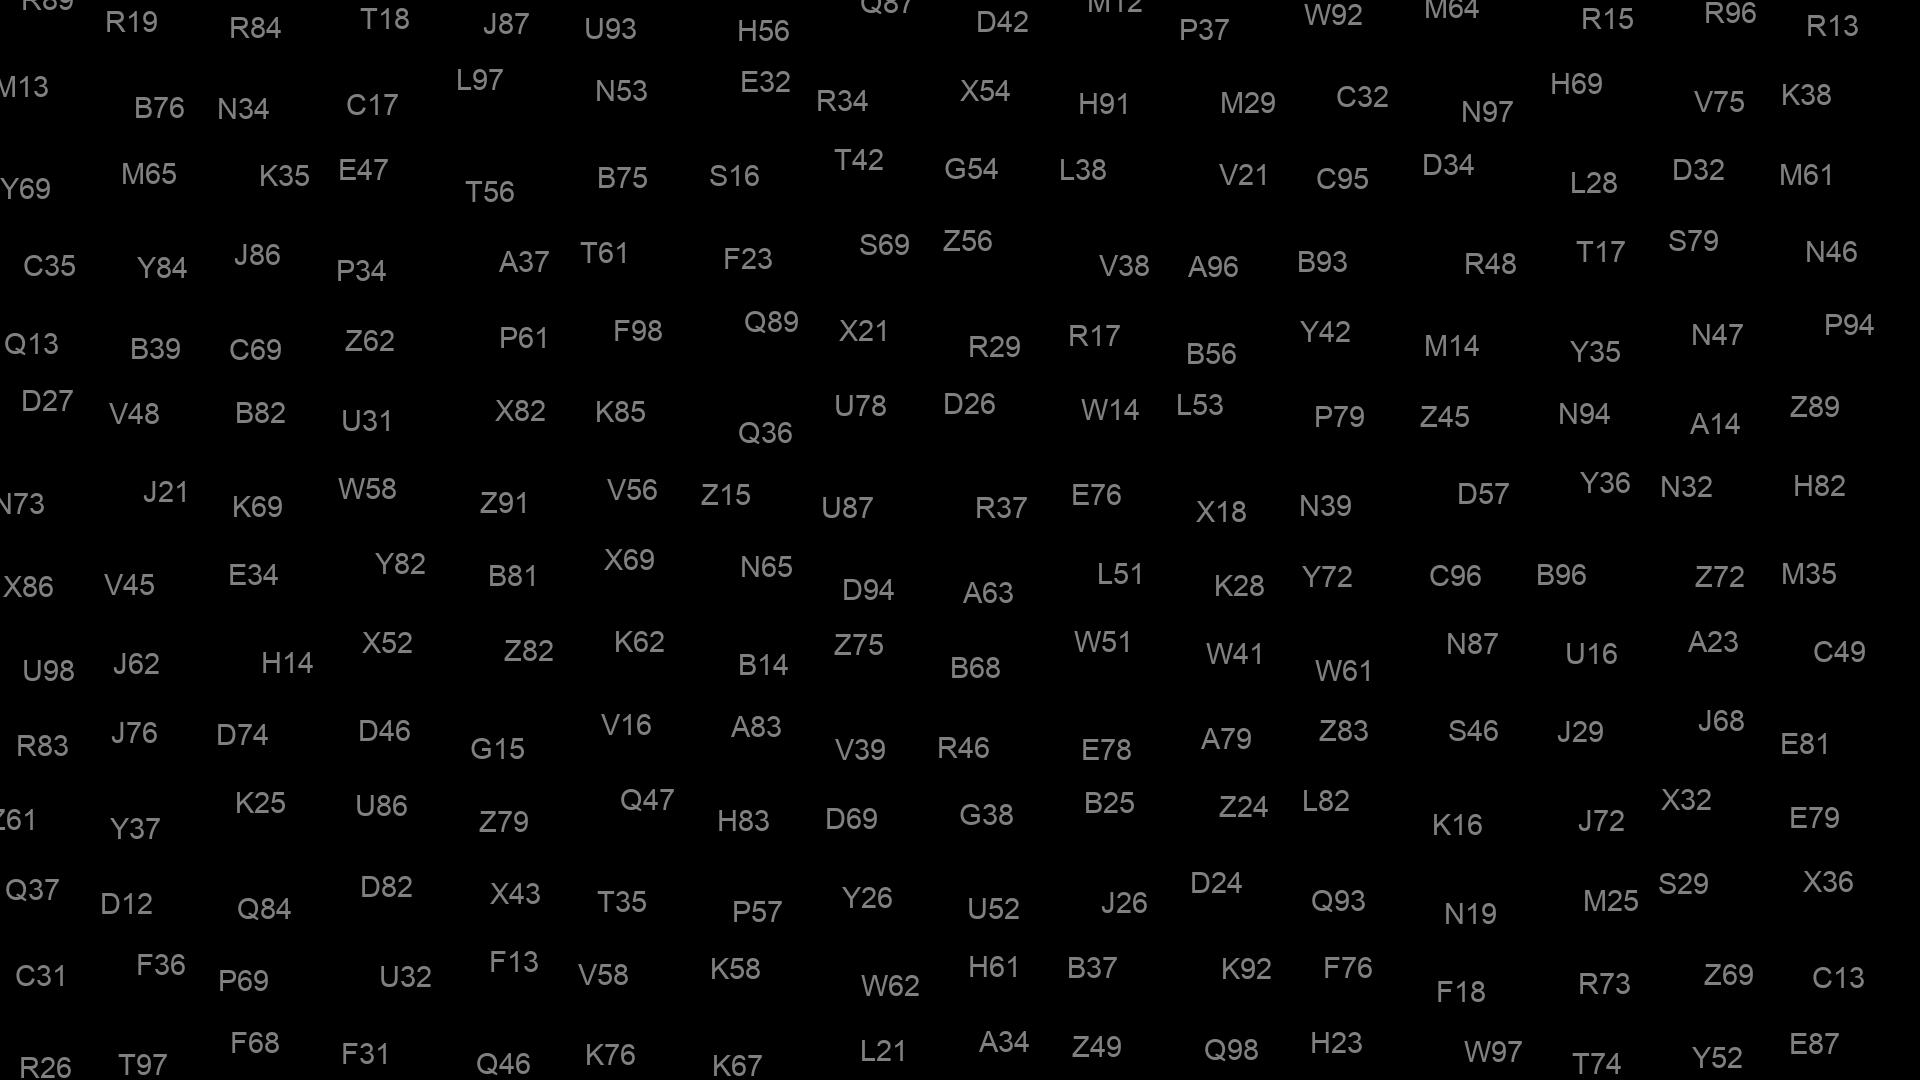 R89 R19 R84 T18 J87 U93 H56 Q87 D42 M12 P37 W92 M64 R15 R96 R13
M13 B76 N34 C17 L97 N53 E32 R34 X54 H91 M29 C32 N97 H69 V75 K38
Y69 M65 K35 E47 T56 B75 S16 T42 G54 L38 V21 C95 D34 L28 D32 M61
C35 Y84 J86 P34 A37 T61 F23 S69 Z56 V38 A96 B93 R48 T17 S79 N46
Q13 B39 C69 Z62 P61 F98 Q89 X21 R29 R17 B56 Y42 M14 Y35 N47 P94
D27 V48 B82 U31 X82 K85 Q36 U78 D26 W14 L53 P79 Z45 N94 A14 Z89
N73 J21 K69 W58 Z91 V56 Z15 U87 R37 E76 X18 N39 D57 Y36 N32 H82
X86 V45 E34 Y82 B81 X69 N65 D94 A63 L51 K28 Y72 C96 B96 Z72 M35
U98 J62 H14 X52 Z82 K62 B14 Z75 B68 W51 W41 W61 N87 U16 A23 C49
R83 J76 D74 D46 G15 V16 A83 V39 R46 E78 A79 Z83 S46 J29 J68 E81
Z61 Y37 K25 U86 Z79 Q47 H83 D69 G38 B25 Z24 L82 K16 J72 X32 E79
Q37 D12 Q84 D82 X43 T35 P57 Y26 U52 J26 D24 Q93 N19 M25 S29 X36
C31 F36 P69 U32 F13 V58 K58 W62 H61 B37 K92 F76 F18 R73 Z69 C13
R26 T97 F68 F31 Q46 K76 K67 L21 A34 Z49 Q98 H23 W97 T74 Y52 E87